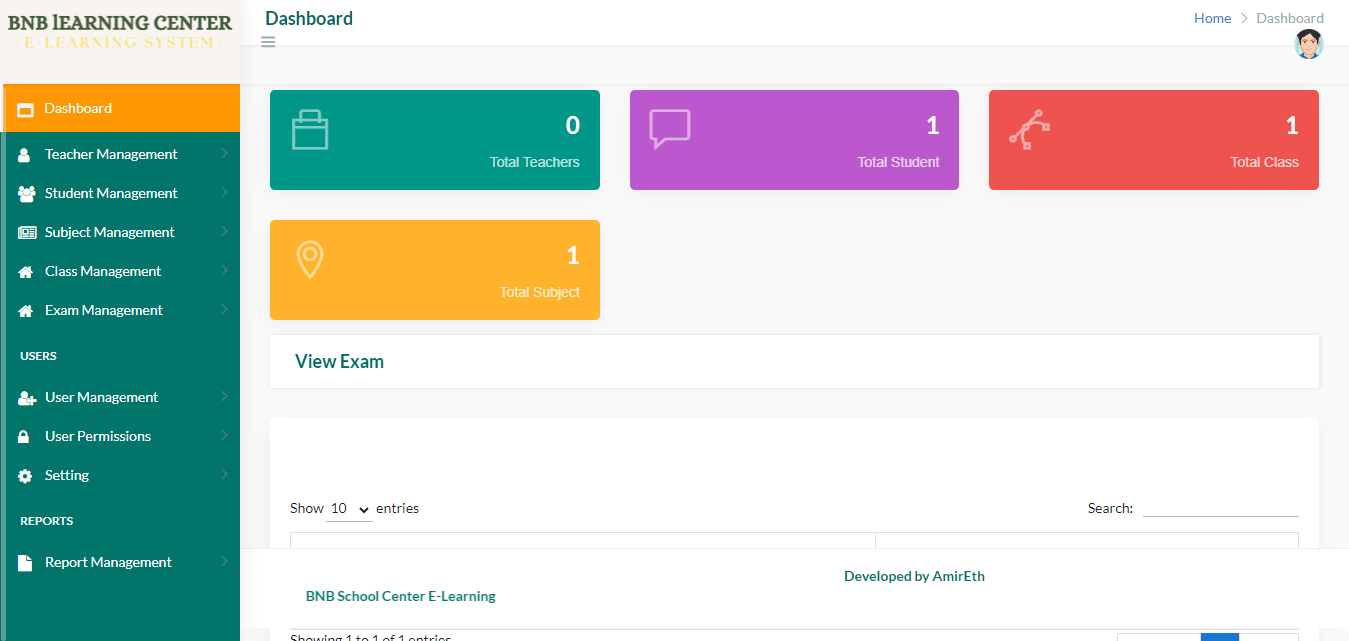 BNB lEARNING CENTER
- E-LEARNING SYSTEM -
Dashboard
Home > Dashboard
Dashboard
Teacher Management
Student Management
Subject Management
Class Management
Exam Management
USERS
User Management
User Permissions
Setting
REPORTS
Report Management
0
Total Teachers
1
Total Student
1
Total Class
1
Total Subject
View Exam
Show 10 entries
Search:
Developed by AmirEth
BNB School Center E-Learning
Showing 1 to 1 of 1 entries